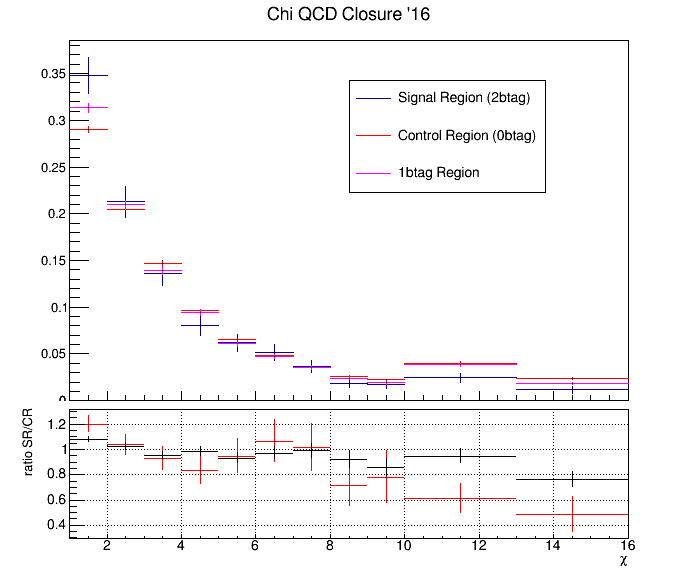 Chi QCD Closure '16
0.35
0.3
0.25
0.2
0.15
0.1
0.05
0
Signal Region (2btag)
Control Region (0btag)
1btag Region
ratio SR/CR
1.2
1
0.8
0.6
0.4
2 4 6 8 10 12 14 16
χ